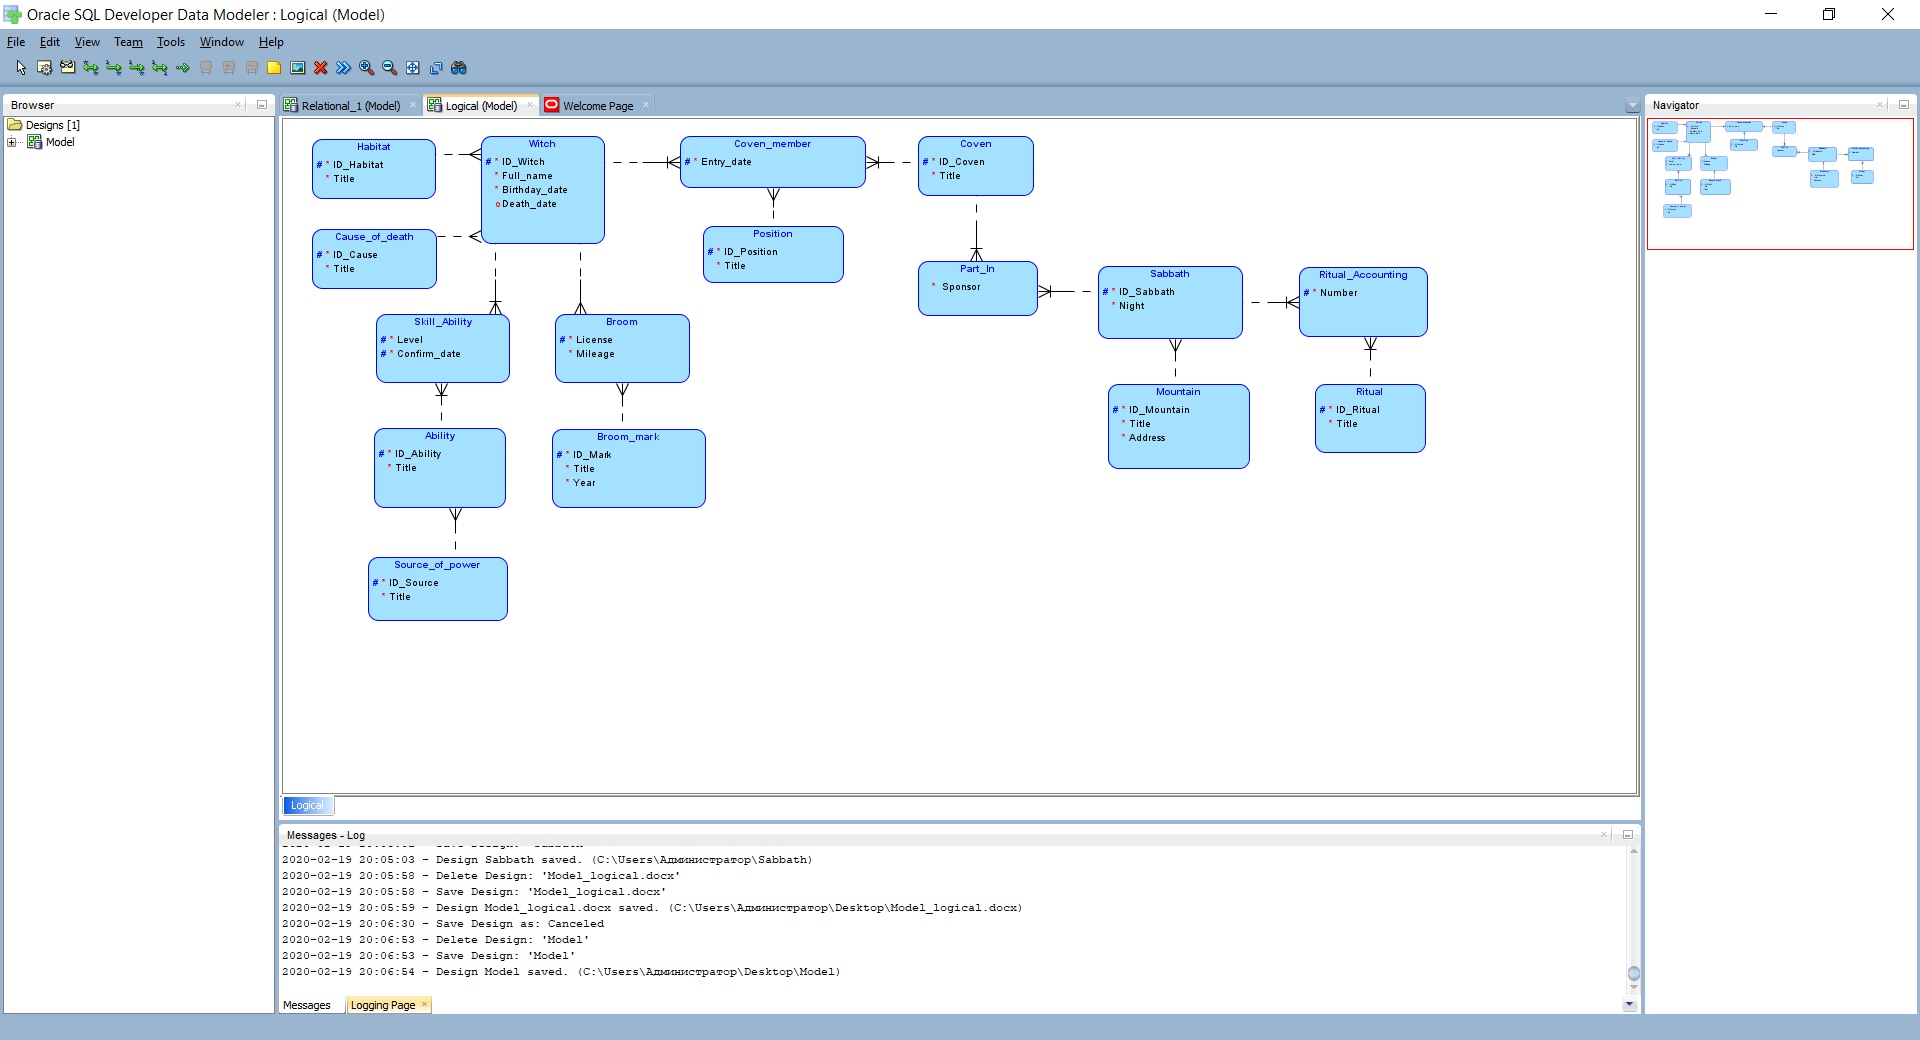 Oracle SQL Developer Data Modeler : Logical (Model)
File Edit View Team Tools Window Help
Browser
Designs [1]
Model
Relational_1 (Model)
Logical (Model)
Welcome Page
Navigator
Habitat
# * ID_Habitat
* Title
Witch
# * ID_Witch
* Full_name
* Birthday_date
o Death_date
Coven_member
# * Entry_date
Coven
# * ID_Coven
* Title
Cause_of_death
# * ID_Cause
* Title
Position
# * ID_Position
* Title
Part_In
* Sponsor
Sabbath
# * ID_Sabbath
* Night
Ritual_Accounting
# * Number
Skill_Ability
# * Level
# * Confirm_date
Broom
# * License
* Mileage
Mountain
# * ID_Mountain
* Title
* Address
Ritual
# * ID_Ritual
* Title
Ability
# * ID_Ability
* Title
Broom_mark
# * ID_Mark
* Title
* Year
Source_of_power
# * ID_Source
* Title
Logical
Messages - Log
2020-02-19 20:05:03 - Design Sabbath saved. (C:\Users\Администратор\Sabbath)
2020-02-19 20:05:58 - Delete Design: 'Model_logical.docx'
2020-02-19 20:05:58 - Save Design: 'Model_logical.docx'
2020-02-19 20:05:59 - Design Model_logical.docx saved. (C:\Users\Администратор\Desktop\Model_logical.docx)
2020-02-19 20:06:30 - Save Design as: Canceled
2020-02-19 20:06:53 - Delete Design: 'Model'
2020-02-19 20:06:53 - Save Design: 'Model'
2020-02-19 20:06:54 - Design Model saved. (C:\Users\Администратор\Desktop\Model)
Messages
Logging Page